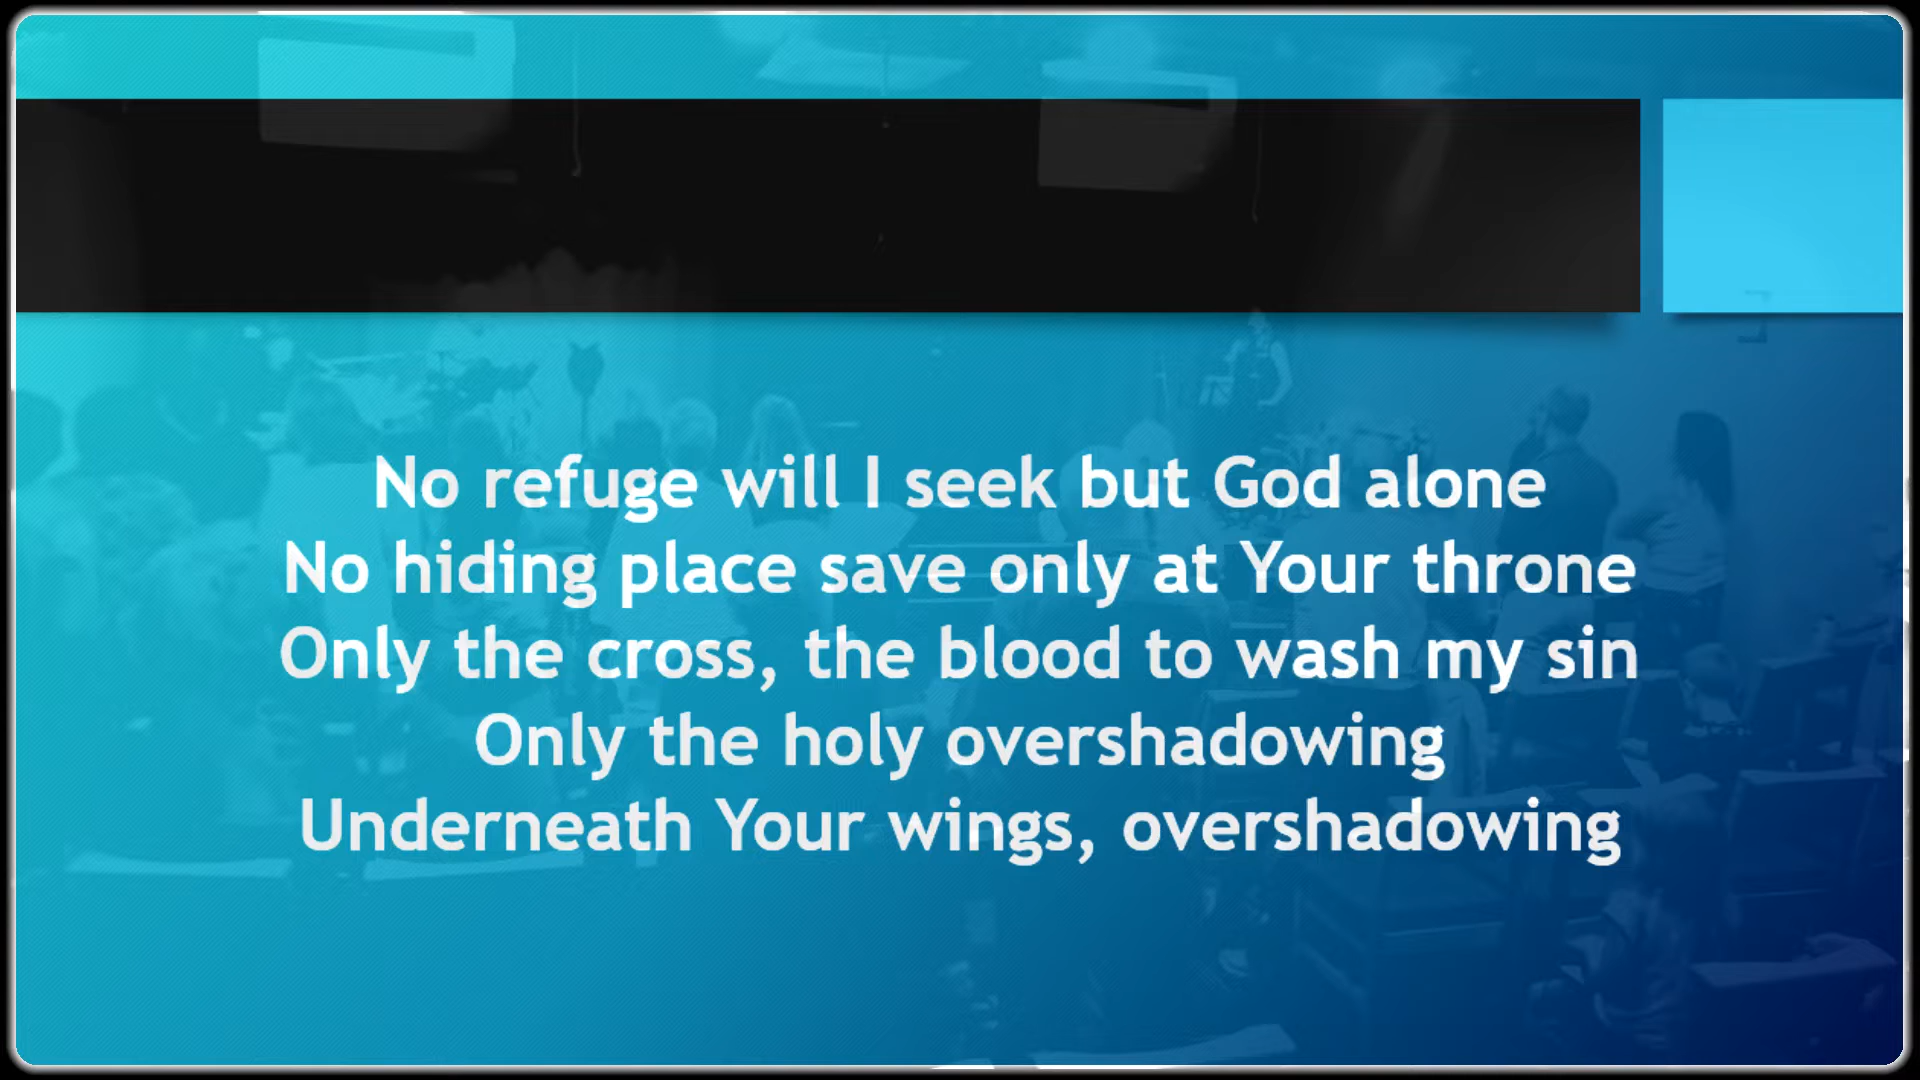 No refuge will I seek but God alone
No hiding place save only at Your throne
Only the cross, the blood to wash my sin
Only the holy overshadowing
Underneath Your wings, overshadowing